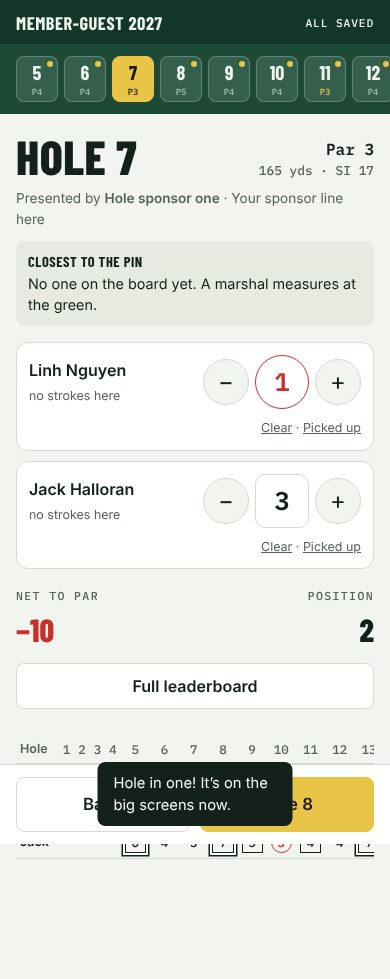 MEMBER-GUEST 2027
ALL SAVED
5 6 7 8 9 10 11 12
P4 P4 P3 P5 P4 P4 P3 P4
HOLE 7
Par 3
165 yds · SI 17
Presented by Hole sponsor one · Your sponsor line
here
CLOSEST TO THE PIN
No one on the board yet. A marshal measures at
the green.
Linh Nguyen
no strokes here
− 1 +
Clear · Picked up
Jack Halloran
no strokes here
− 3 +
Clear · Picked up
NET TO PAR
POSITION
–10
2
Full leaderboard
Hole 1 2 3 4 5 6 7 8 9 10 11 12 13
Hole in one! It’s on the
big screens now.
8